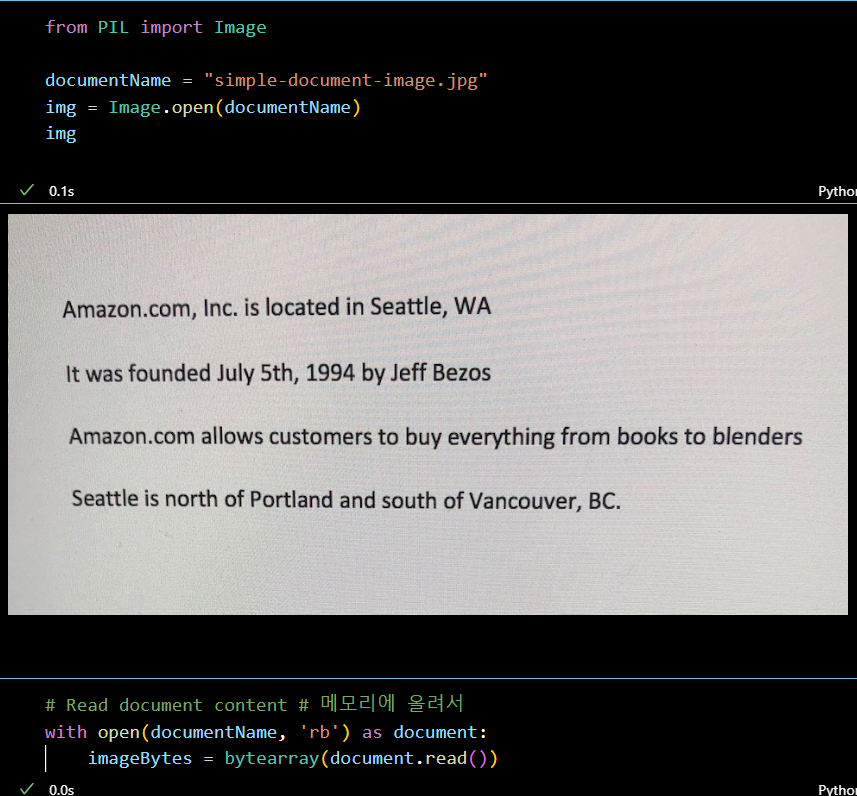 from PIL import Image
documentName = "simple-document-image.jpg"
img = Image.open(documentName)
img
0.1s
Python
Amazon.com, Inc. is located in Seattle, WA
It was founded July 5th, 1994 by Jeff Bezos
Amazon.com allows customers to buy everything from books to blenders
Seattle is north of Portland and south of Vancouver, BC.
# Read document content # 메모리에 올려서
with open(documentName, 'rb') as document:
    imageBytes = bytearray(document.read())
0.0s
Python